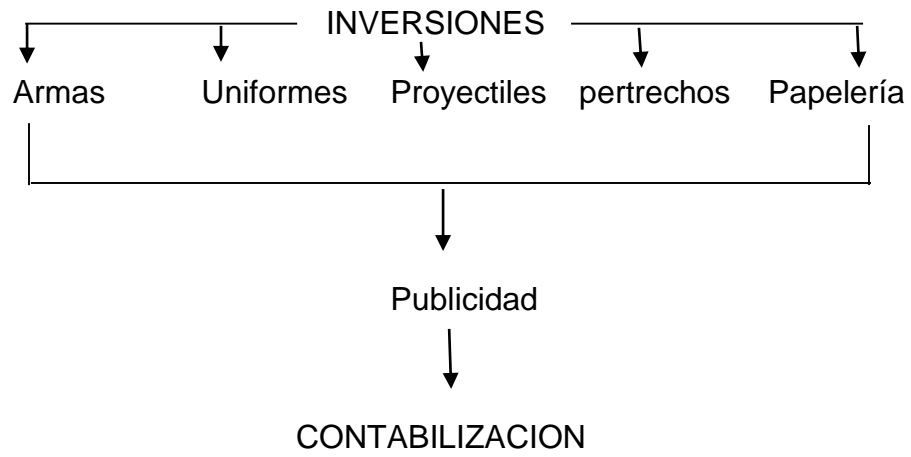 INVERSIONES
Armas Uniformes Proyectiles pertrechos Papelería
Publicidad
CONTABILIZACION